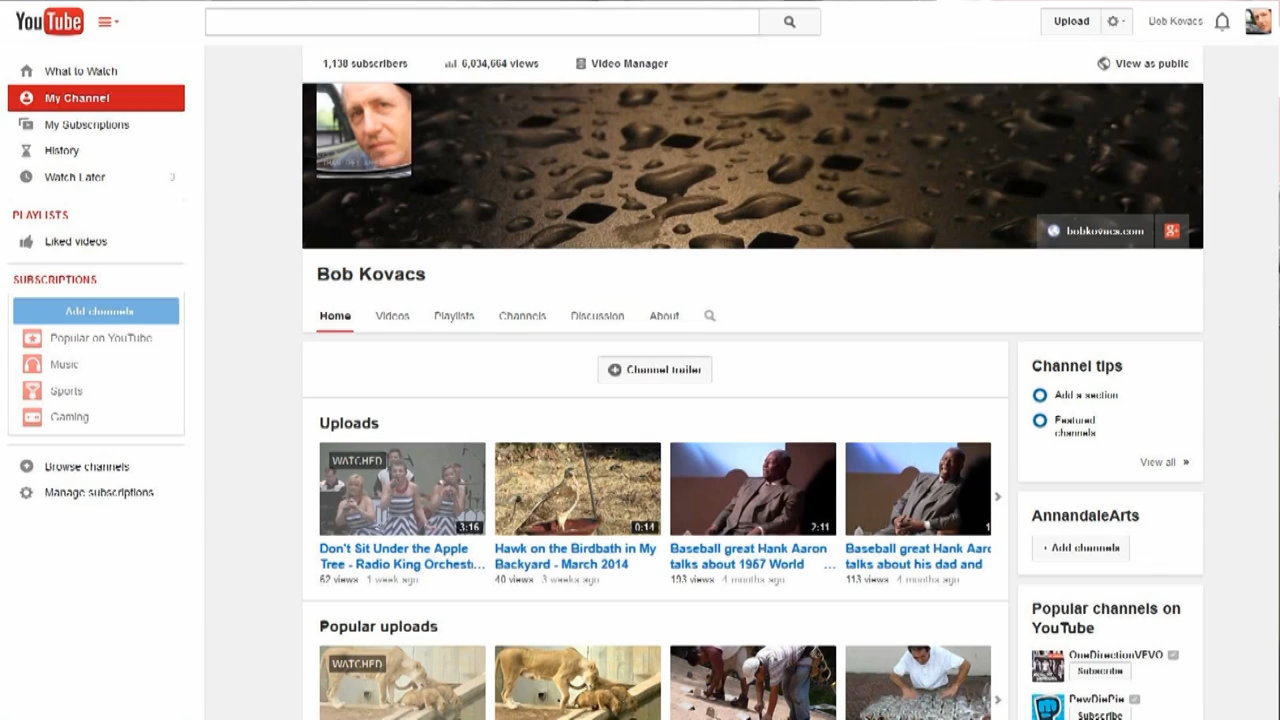 YouTube
Upload
Bob Kovacs
What to Watch
My Channel
My Subscriptions
History
Watch Later 3
PLAYLISTS
Liked videos
SUBSCRIPTIONS
Add channels
Popular on YouTube
Music
Sports
Gaming
Browse channels
Manage subscriptions
1,138 subscribers 6,034,664 views Video Manager View as public
bobkovacs.com
Bob Kovacs
Home Videos Playlists Channels Discussion About
Channel trailer
Uploads
WATCHED
3:16
0:14
2:11
1
Don't Sit Under the Apple
Tree - Radio King Orchest...
62 views 1 week ago
Hawk on the Birdbath in My
Backyard - March 2014
40 views 3 weeks ago
Baseball great Hank Aaron
talks about 1957 World ...
193 views 4 months ago
Baseball great Hank Aaro
talks about his dad and
113 views 4 months ago
Popular uploads
WATCHED
Channel tips
Add a section
Featured
channels
View all »
AnnandaleArts
+ Add channels
Popular channels on
YouTube
OneDirectionVEVO
Subscribe
PewDiePie
Subscribe